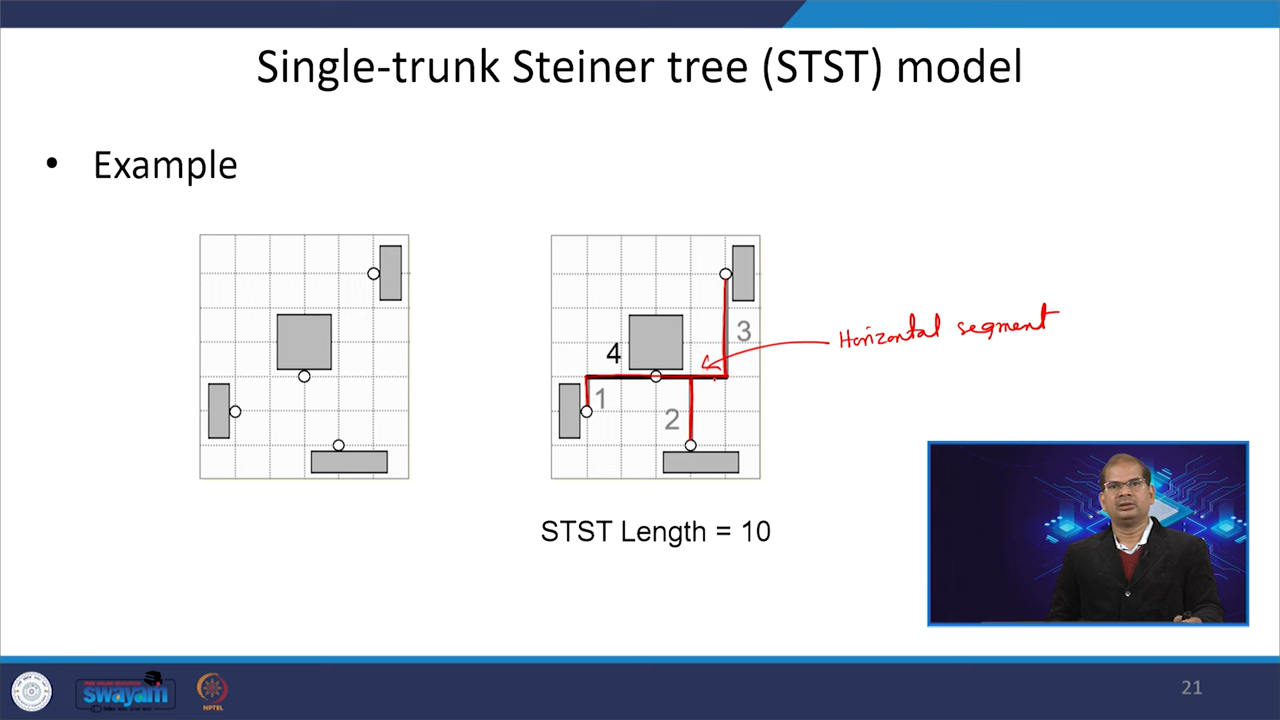 Single-trunk Steiner tree (STST) model
• Example
4
3
1
2
Horizontal segment
STST Length = 10
swayam
NPTEL
21